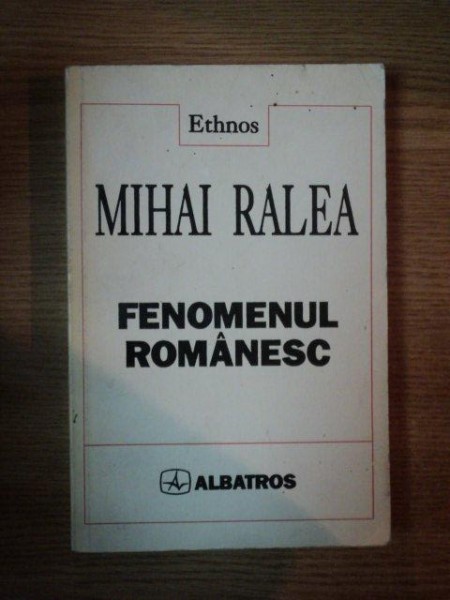 Ethnos
MIHAI RALEA
FENOMENUL
ROMÂNESC
ALBATROS